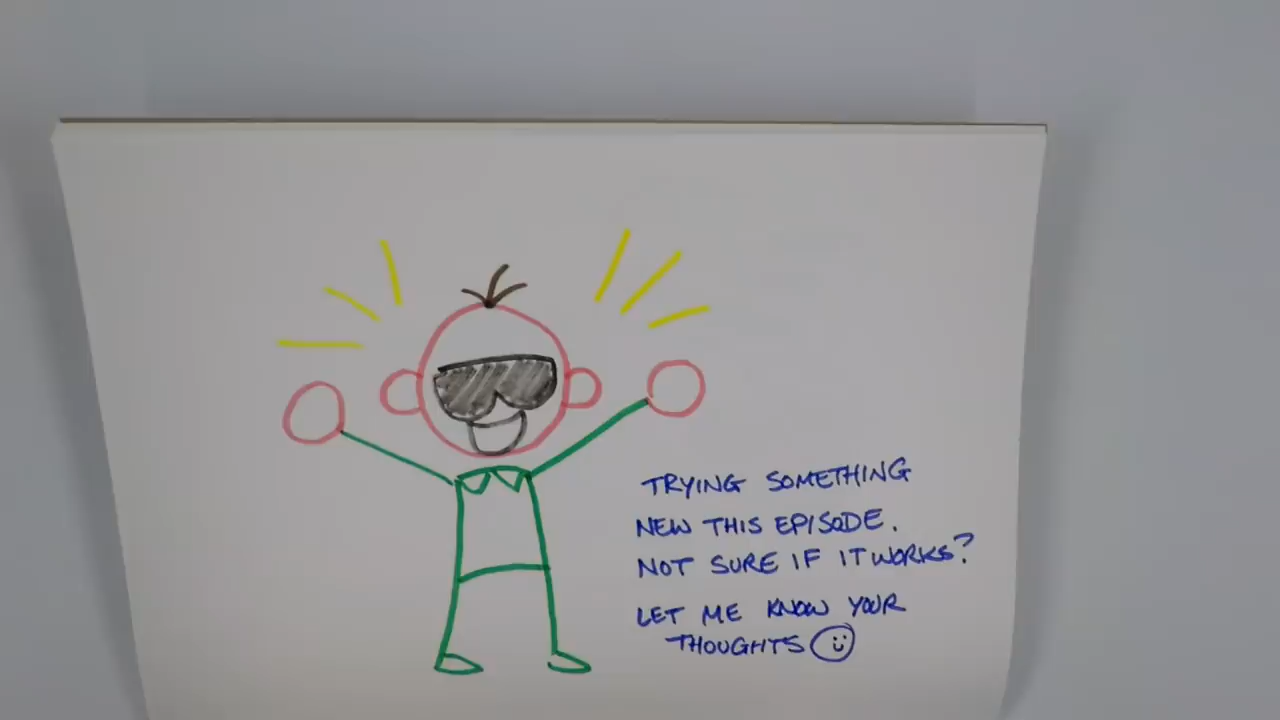 TRYING SOMETHING
NEW THIS EPISODE.
NOT SURE IF IT WORKS?
LET ME KNOW YOUR
THOUGHTS